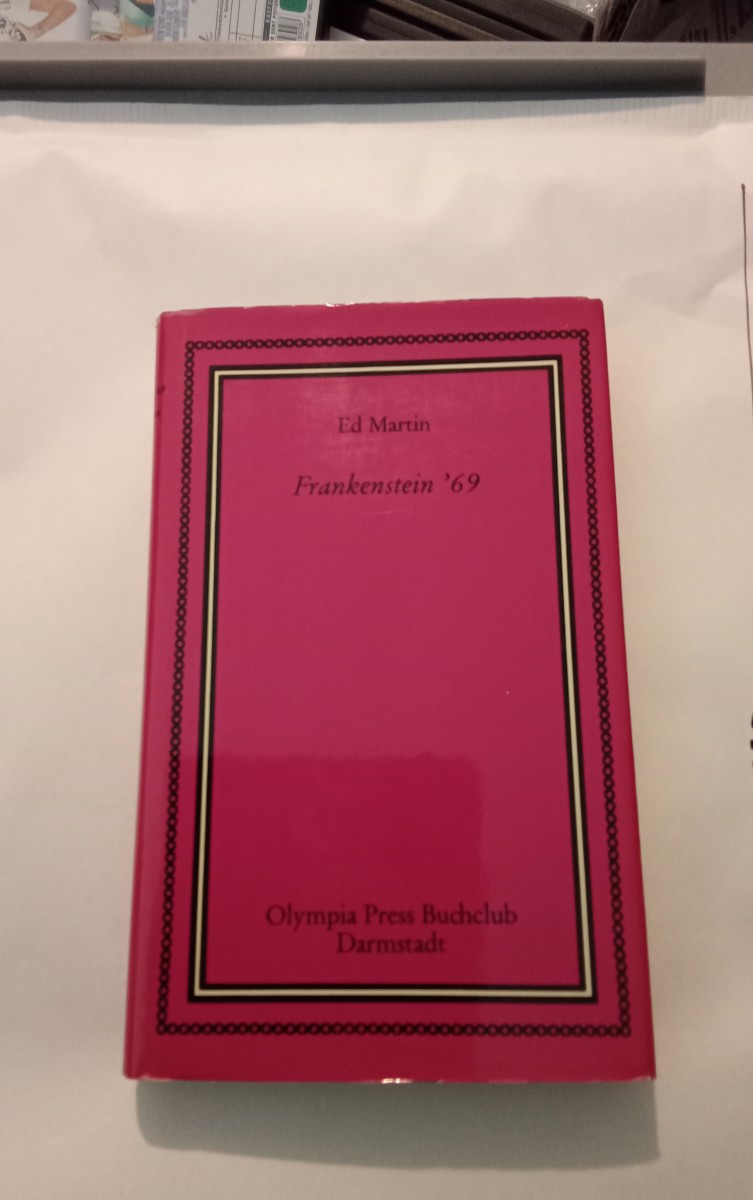 Ed Martin
Frankenstein '69
Olympia Press Buchclub
Darmstadt